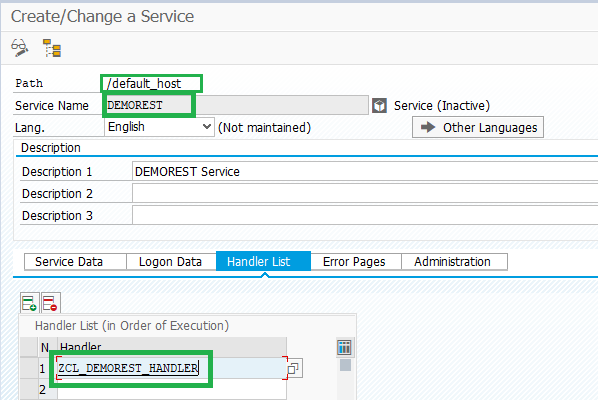 Create/Change a Service
Path /default_host
Service Name DEMOREST Service (Inactive)
Lang. English (Not maintained) Other Languages
Description
Description 1 DEMOREST Service
Description 2
Description 3
Service Data Logon Data Handler List Error Pages Administration
Handler List (in Order of Execution)
N Handler
1 ZCL_DEMOREST_HANDLER
2